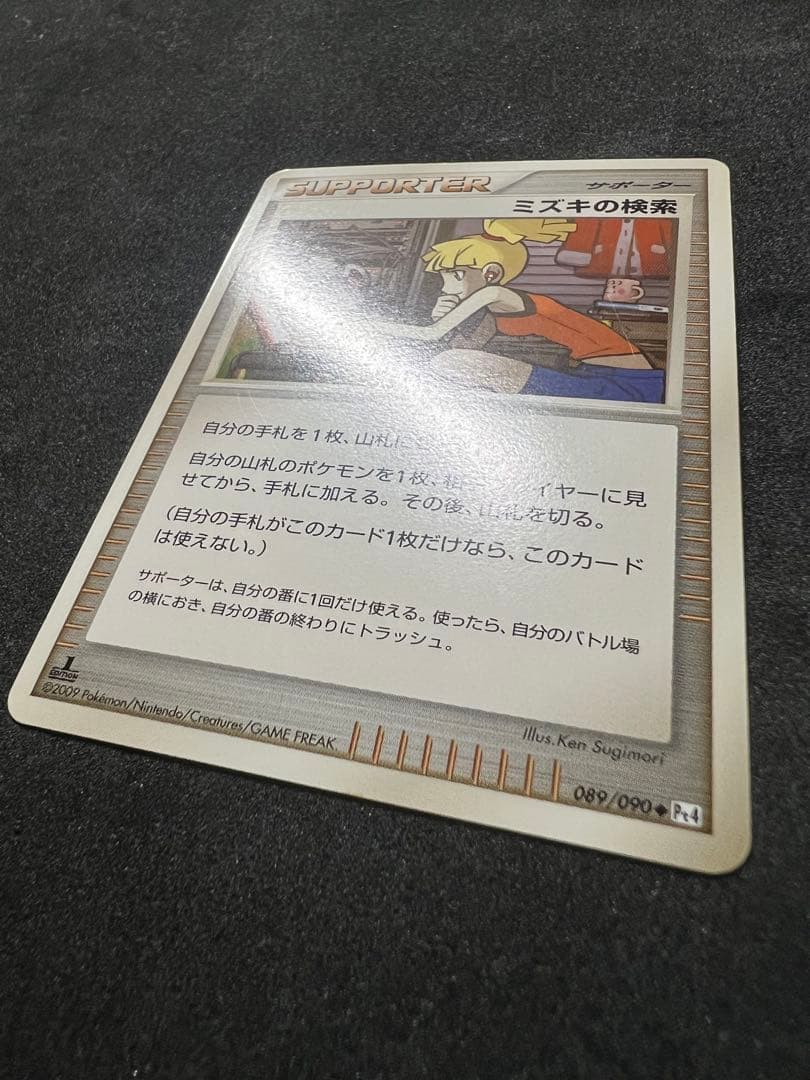 SUPPORTER サポーター
ミズキの検索
自分の手札を1枚、山札に
自分の山札のポケモンを1枚、相 イヤーに見
せてから、手札に加える。その後、山札を切る。
(自分の手札がこのカード1枚だけなら、このカード
は使えない。)
サポーターは、自分の番に1回だけ使える。使ったら、自分のバトル場
の横におき、自分の番の終わりにトラッシュ。
1
EDITION
©2009 Pokémon/Nintendo/Creatures/GAME FREAK.
Illus. Ken Sugimori
089/090 ◆ Pt4